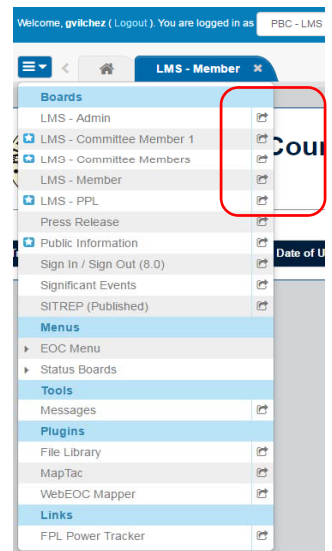 Welcome, gvilchez ( Logout ). You are logged in as PBC - LMS
LMS - Member
Boards
LMS - Admin
LMS - Committee Member 1
LMS - Committee Members
LMS - Member
LMS - PPL
Press Release
Public Information
Sign In / Sign Out (8.0)
Significant Events
SITREP (Published)
Menus
EOC Menu
Status Boards
Tools
Messages
Plugins
File Library
MapTac
WebEOC Mapper
Links
FPL Power Tracker
Cour
Date of U